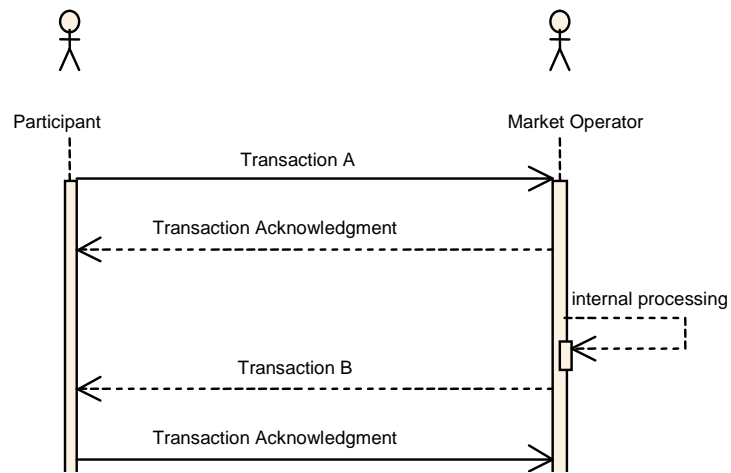 Participant
Market Operator
Transaction A
Transaction Acknowledgment
internal processing
Transaction B
Transaction Acknowledgment